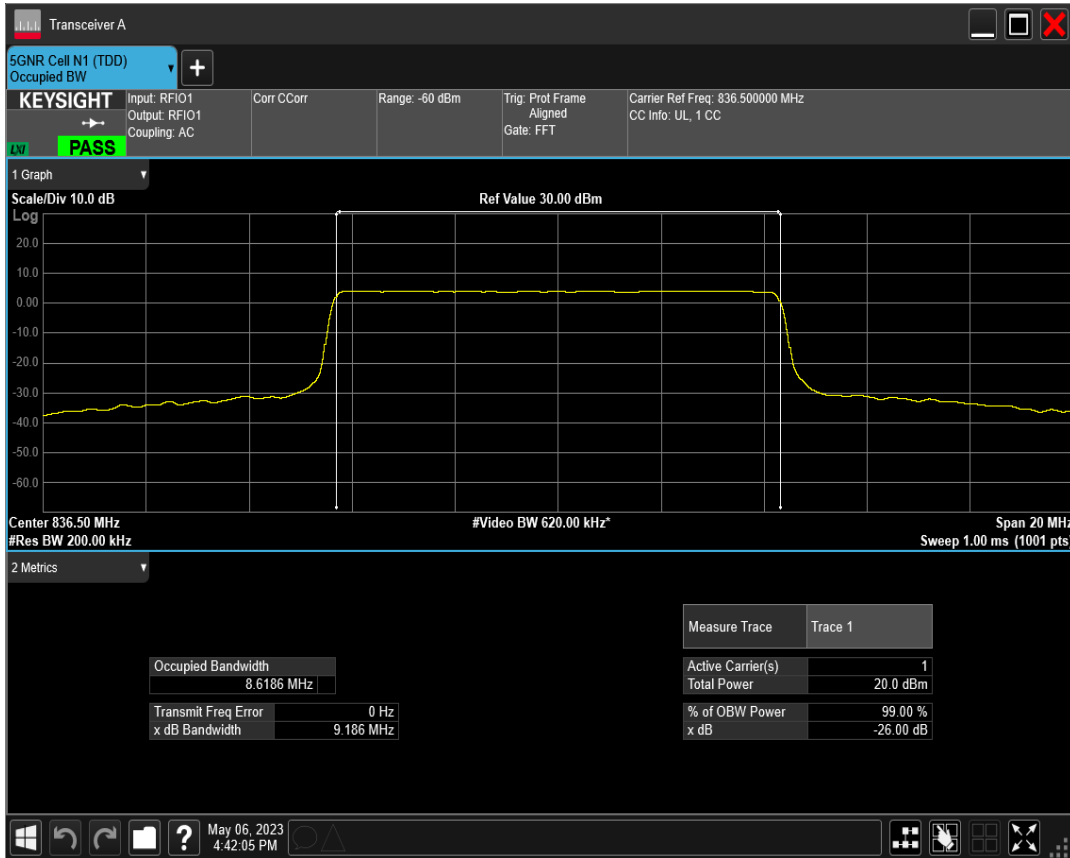 Transceiver A
5GNR Cell N1 (TDD)
Occupied BW
+
KEYSIGHT
LXI
PASS
Input: RFIO1
Output: RFIO1
Coupling: AC
Corr CCorr
Range: -60 dBm
Trig: Prot Frame
Aligned
Gate: FFT
Carrier Ref Freq: 836.500000 MHz
CC Info: UL, 1 CC
1 Graph
Scale/Div 10.0 dB
Ref Value 30.00 dBm
Log
20.0
10.0
0.00
-10.0
-20.0
-30.0
-40.0
-50.0
-60.0
Center 836.50 MHz
#Video BW 620.00 kHz*
Span 20 MHz
#Res BW 200.00 kHz
Sweep 1.00 ms (1001 pts)
2 Metrics
Measure Trace Trace 1
Occupied Bandwidth
8.6186 MHz
Active Carrier(s) 1
Total Power 20.0 dBm
Transmit Freq Error 0 Hz
x dB Bandwidth 9.186 MHz
% of OBW Power 99.00 %
x dB -26.00 dB
?
May 06, 2023
4:42:05 PM